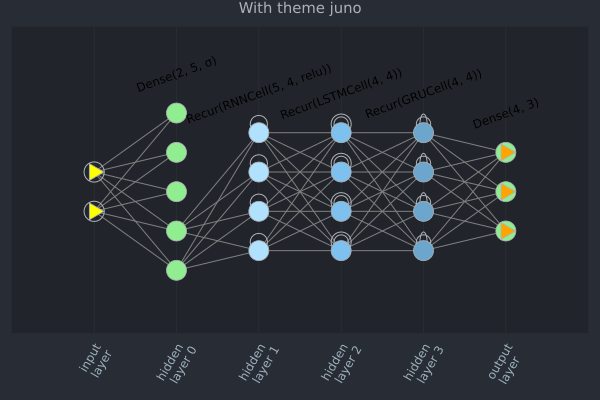 With theme juno
Dense(2, 5, σ)
Recur(RNNCell(5, 4, relu))
Recur(LSTMCell(4, 4))
Recur(GRUCell(4, 4))
Dense(4, 3)
input
layer
hidden
layer 0
hidden
layer 1
hidden
layer 2
hidden
layer 3
output
layer